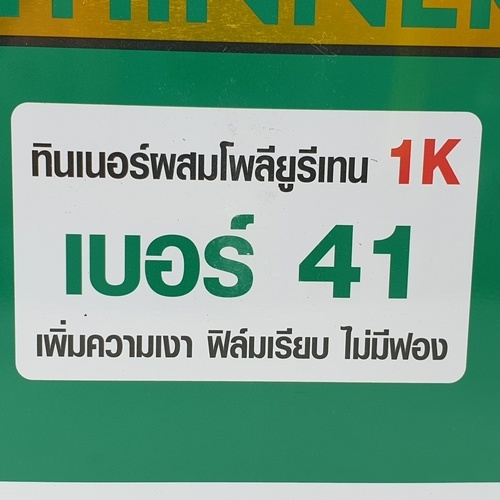 THINNER
ทินเนอร์ผสมโพลียูรีเทน 1K
เบอร์ 41
เพิ่มความเงา ฟิล์มเรียบ ไม่มีฟอง